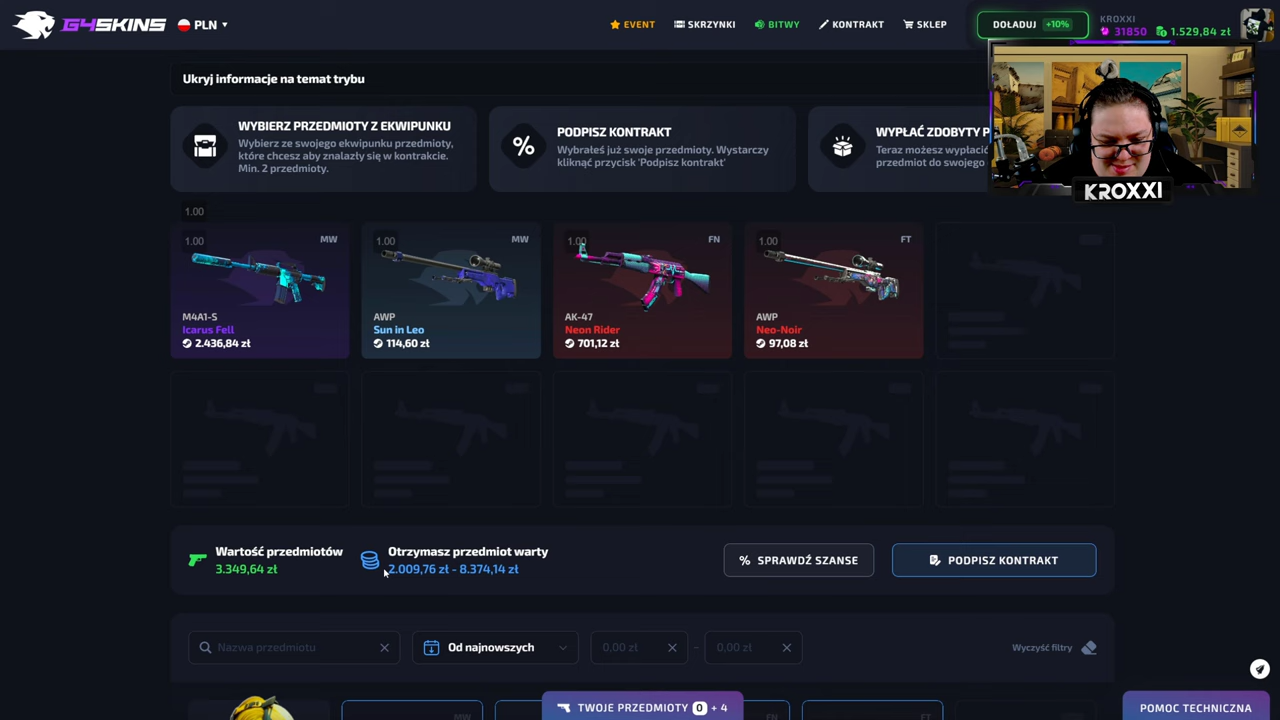 G4SKINS
PLN
EVENT
SKRZYNKI
BITWY
KONTRAKT
SKLEP
DOŁADUJ +10%
KROXXI
31850
1.529,84 zł
Ukryj informacje na temat trybu
WYBIERZ PRZEDMIOTY Z EKWIPUNKU
Wybierz ze swojego ekwipunku przedmioty,
które chcesz aby znalazły się w kontrakcie.
Min. 2 przedmioty.
PODPISZ KONTRAKT
Wybrałeś już swoje przedmioty. Wystarczy
kliknąć przycisk 'Podpisz kontrakt'
WYPŁAĆ ZDOBYTY P
Teraz możesz wypłacić
przedmiot do swojego
KROXXI
1.00
1.00
MW
M4A1-S
Icarus Fell
2.436,84 zł
1.00
MW
AWP
Sun in Leo
114,60 zł
1.00
FN
AK-47
Neon Rider
701,12 zł
1.00
FT
AWP
Neo-Noir
97,08 zł
Wartość przedmiotów
3.349,64 zł
Otrzymasz przedmiot warty
2.009,76 zł - 8.374,14 zł
SPRAWDŹ SZANSE
PODPISZ KONTRAKT
Nazwa przedmiotu
Od najnowszych
0,00 zł
–
0,00 zł
Wyczyść filtry
MW
FN
TWOJE PRZEDMIOTY 0 + 4
POMOC TECHNICZNA